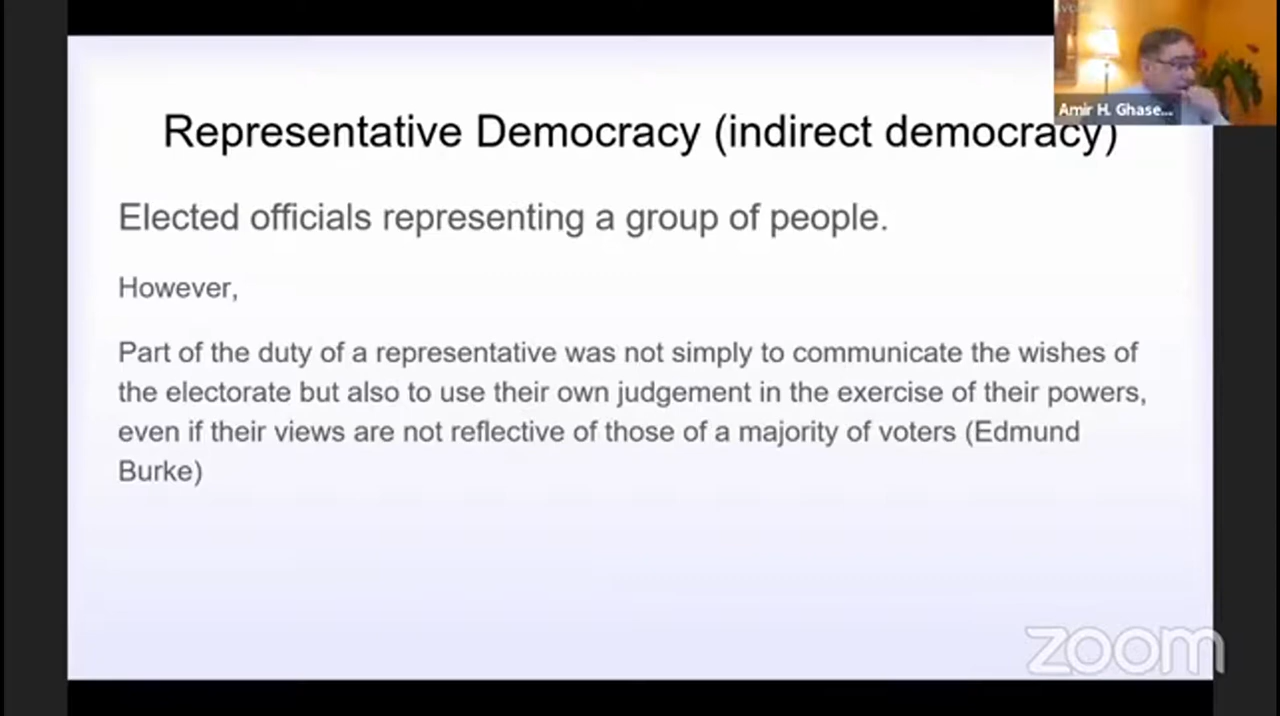 Representative Democracy (indirect democracy)
Amir H. Ghase...
Elected officials representing a group of people.
However,
Part of the duty of a representative was not simply to communicate the wishes of
the electorate but also to use their own judgement in the exercise of their powers,
even if their views are not reflective of those of a majority of voters (Edmund
Burke)
zoom